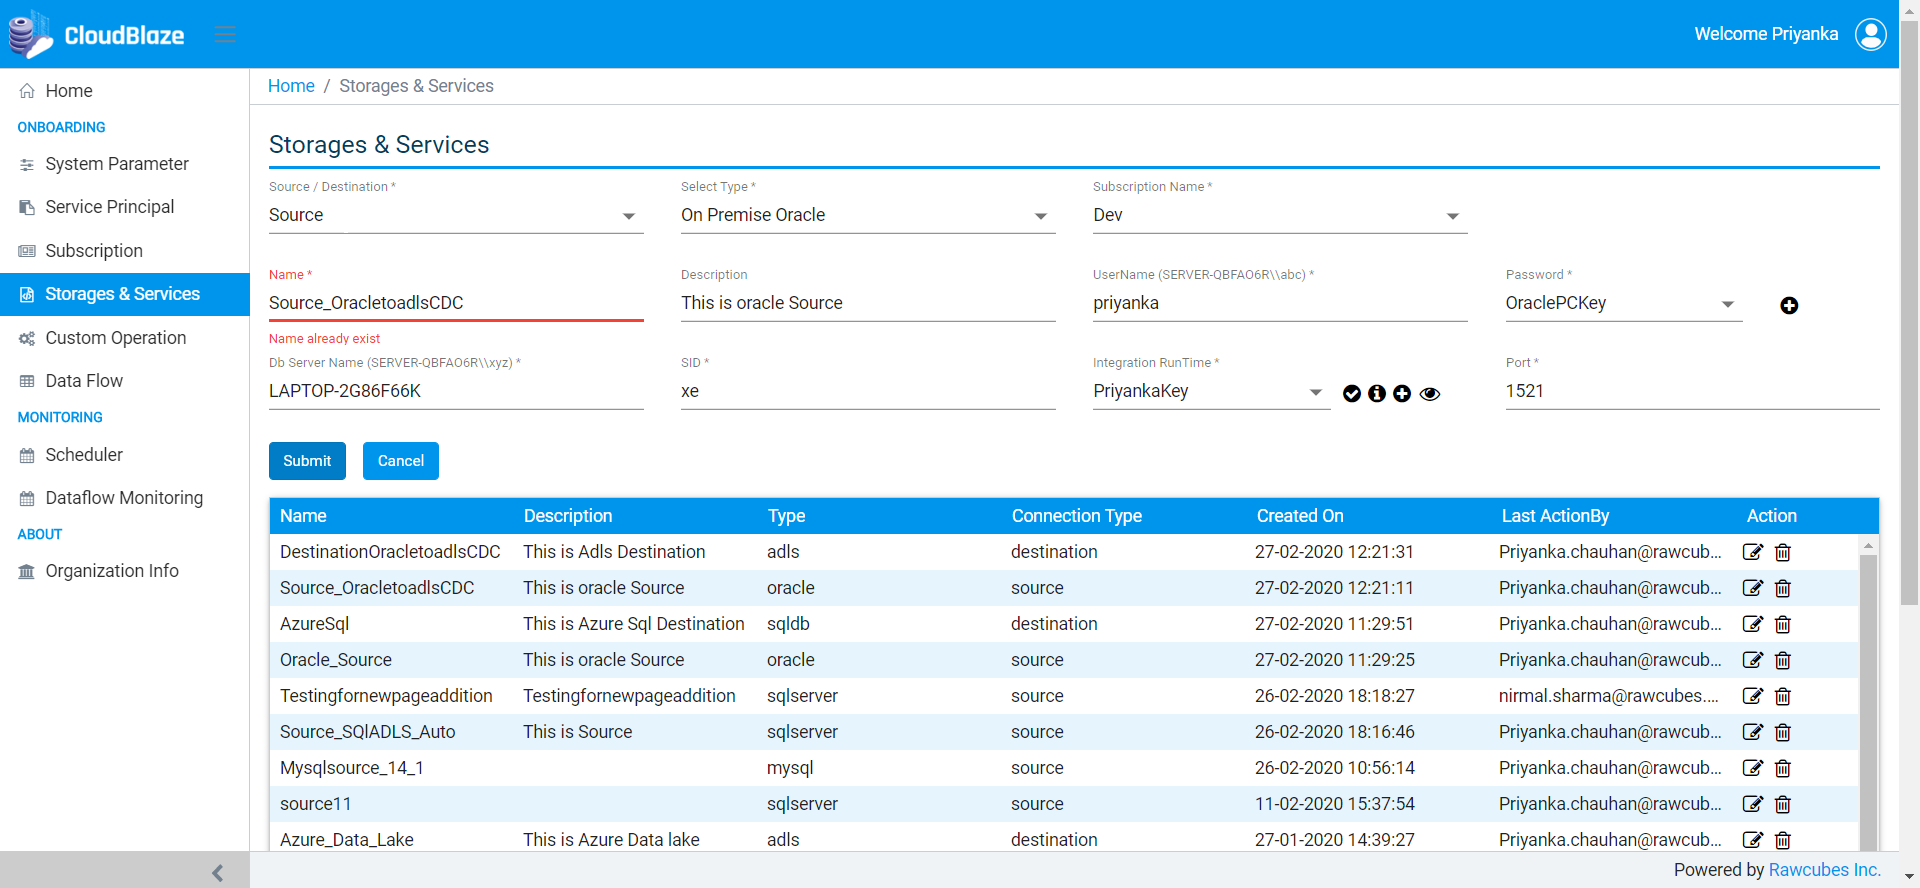 CloudBlaze
Welcome Priyanka
Home
ONBOARDING
System Parameter
Service Principal
Subscription
Storages & Services
Custom Operation
Data Flow
MONITORING
Scheduler
Dataflow Monitoring
ABOUT
Organization Info
Home / Storages & Services
Storages & Services
Source / Destination * Select Type * Subscription Name *
Source On Premise Oracle Dev
Name * Description UserName (SERVER-QBFAO6R\\abc) * Password *
Source_OracletoadlsCDC This is oracle Source priyanka OraclePCKey
Name already exist
Db Server Name (SERVER-QBFAO6R\\xyz) * SID * Integration RunTime * Port *
LAPTOP-2G86F66K xe PriyankaKey 1521
Submit Cancel
Name Description Type Connection Type Created On Last ActionBy Action
DestinationOracletoadlsCDC This is Adls Destination adls destination 27-02-2020 12:21:31 Priyanka.chauhan@rawcub...
Source_OracletoadlsCDC This is oracle Source oracle source 27-02-2020 12:21:11 Priyanka.chauhan@rawcub...
AzureSql This is Azure Sql Destination sqldb destination 27-02-2020 11:29:51 Priyanka.chauhan@rawcub...
Oracle_Source This is oracle Source oracle source 27-02-2020 11:29:25 Priyanka.chauhan@rawcub...
Testingfornewpageaddition Testingfornewpageaddition sqlserver source 26-02-2020 18:18:27 nirmal.sharma@rawcubes....
Source_SQlADLS_Auto This is Source sqlserver source 26-02-2020 18:16:46 Priyanka.chauhan@rawcub...
Mysqlsource_14_1 mysql source 26-02-2020 10:56:14 Priyanka.chauhan@rawcub...
source11 sqlserver source 11-02-2020 15:37:54 Priyanka.chauhan@rawcub...
Azure_Data_Lake This is Azure Data lake adls destination 27-01-2020 14:39:27 Priyanka.chauhan@rawcub...
Powered by Rawcubes Inc.